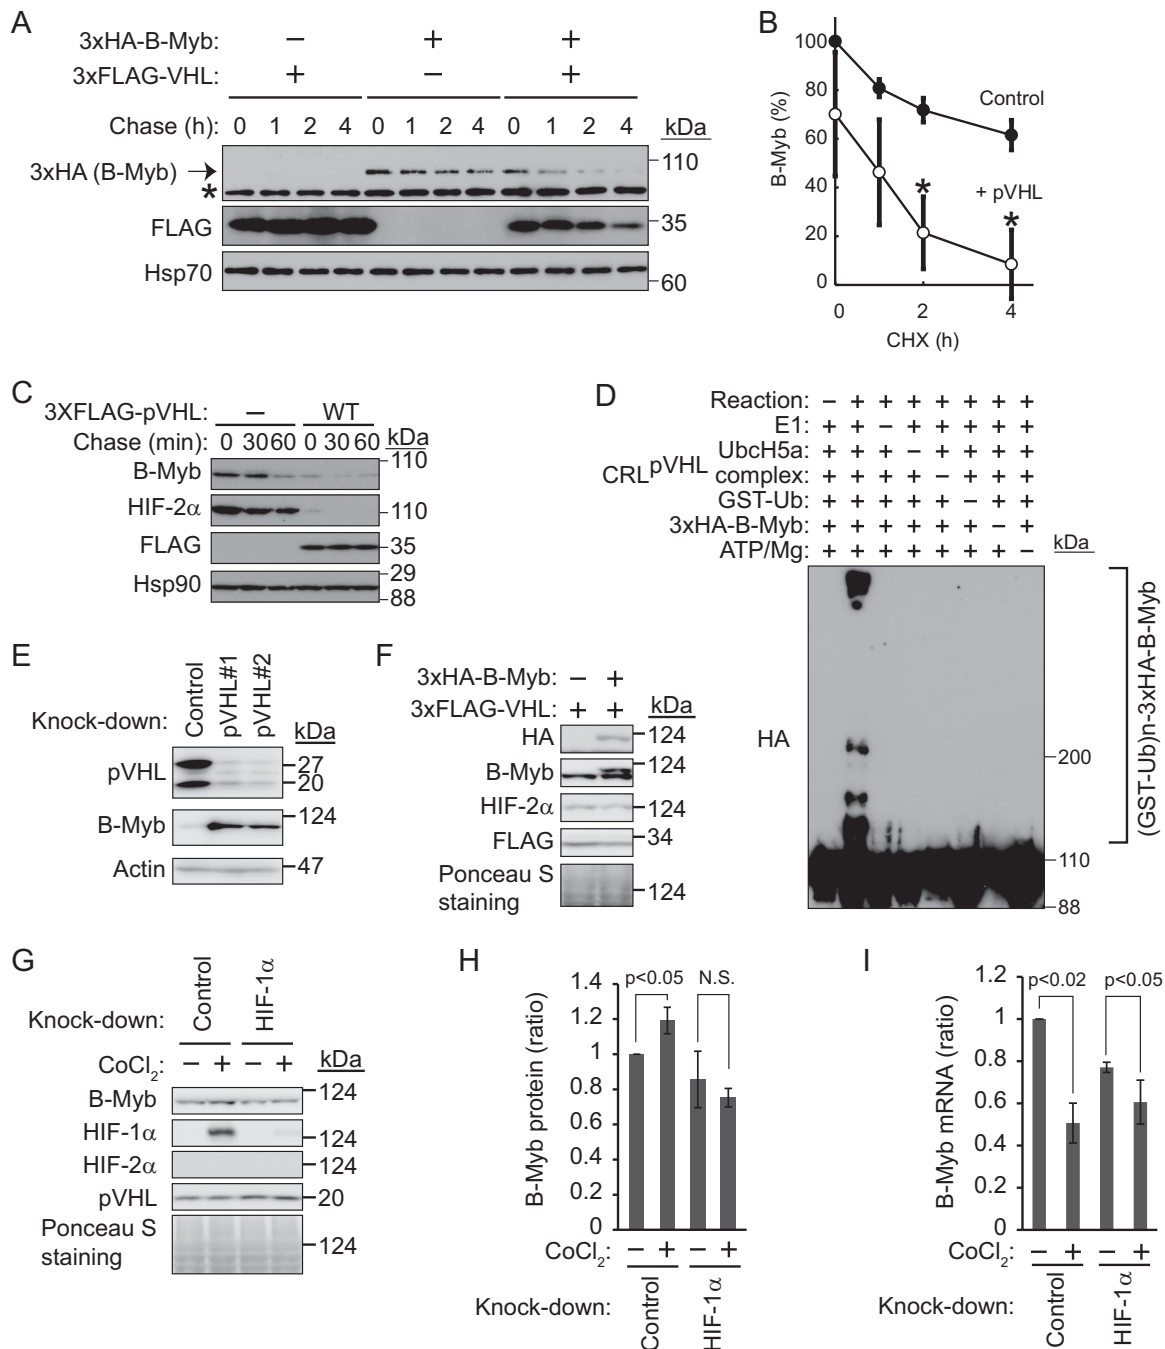 A
3xHA-B-Myb: − + +
3xFLAG-VHL: + − +
Chase (h): 0 1 2 4 0 1 2 4 0 1 2 4 kDa
3xHA (B-Myb) → 110
*
FLAG 35
Hsp70 60
B
B-Myb (%)
100
80
60
40
20
0
Control
*
+ pVHL
*
0 2 4
CHX (h)
C
3XFLAG-pVHL: − WT
Chase (min): 0 30 60 0 30 60 kDa
B-Myb 110
HIF-2α 110
FLAG 35
Hsp90 29
88
D
Reaction: − + + + + + + +
E1: + + − + + + + +
UbcH5a: + + + − + + + +
CRLpVHL complex: + + + + − + + +
GST-Ub: + + + + + − + +
3xHA-B-Myb: + + + + + + − +
ATP/Mg: + + + + + + + −
kDa
HA
200
110
88
(GST-Ub)n-3xHA-B-Myb
E
Knock-down: Control pVHL#1 pVHL#2
kDa
pVHL 27
20
B-Myb 124
Actin 47
F
3xHA-B-Myb: − +
3xFLAG-VHL: + + kDa
HA 124
B-Myb 124
HIF-2α 124
FLAG 34
Ponceau S
staining 124
G
Knock-down: Control HIF-1α
CoCl2: − + − + kDa
B-Myb 124
HIF-1α 124
HIF-2α 124
pVHL 20
Ponceau S
staining 124
H
B-Myb protein (ratio)
1.4
1.2
1
0.8
0.6
0.4
0.2
0
p<0.05 N.S.
CoCl2: − + − +
Knock-down: Control HIF-1α
I
B-Myb mRNA (ratio)
1.2
1
0.8
0.6
0.4
0.2
0
p<0.02 p<0.05
CoCl2: − + − +
Knock-down: Control HIF-1α